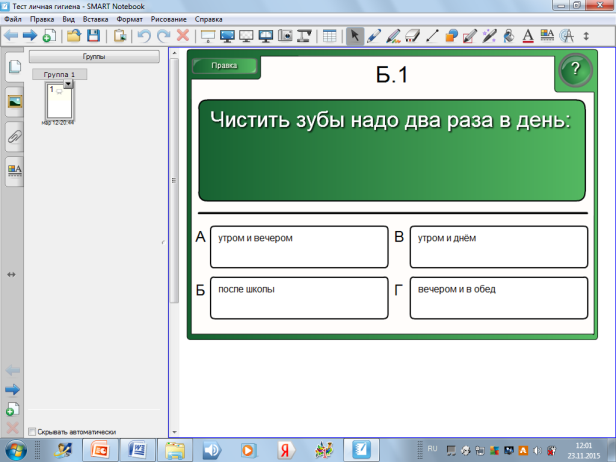 Тест личная гигиена - SMART Notebook
Файл Правка Вид Вставка Формат Рисование Справка
Группы
Группа 1
1
мар 12-20:44
Правка
Б.1
?
Чистить зубы надо два раза в день:
А утром и вечером
В утром и днём
Б после школы
Г вечером и в обед
Скрывать автоматически
RU
12:01
23.11.2015